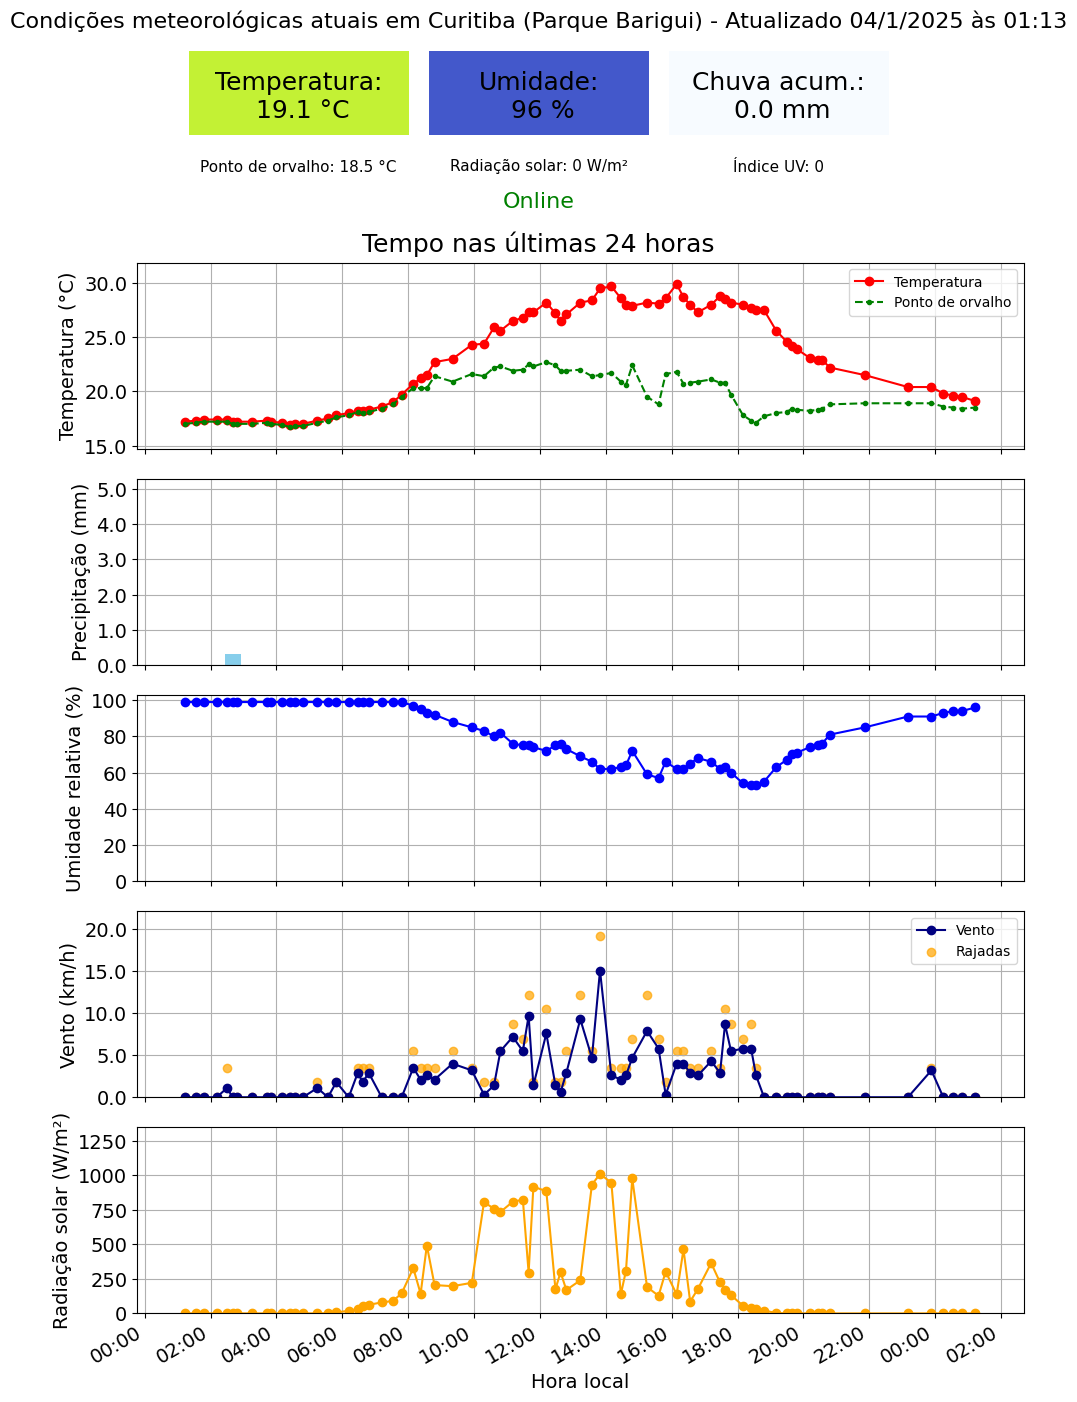 Condições meteorológicas atuais em Curitiba (Parque Barigui) - Atualizado 04/1/2025 às 01:13
Temperatura:
19.1 °C
Umidade:
96 %
Chuva acum.:
0.0 mm
Ponto de orvalho: 18.5 °C
Radiação solar: 0 W/m²
Índice UV: 0
Online
Tempo nas últimas 24 horas
Temperatura (°C)
30.0
25.0
20.0
15.0
Temperatura
Ponto de orvalho
Precipitação (mm)
5.0
4.0
3.0
2.0
1.0
0.0
Umidade relativa (%)
100
80
60
40
20
0
Vento (km/h)
20.0
15.0
10.0
5.0
0.0
Vento
Rajadas
Radiação solar (W/m²)
1250
1000
750
500
250
0
00:00 02:00 04:00 06:00 08:00 10:00 12:00 14:00 16:00 18:00 20:00 22:00 00:00 02:00
Hora local